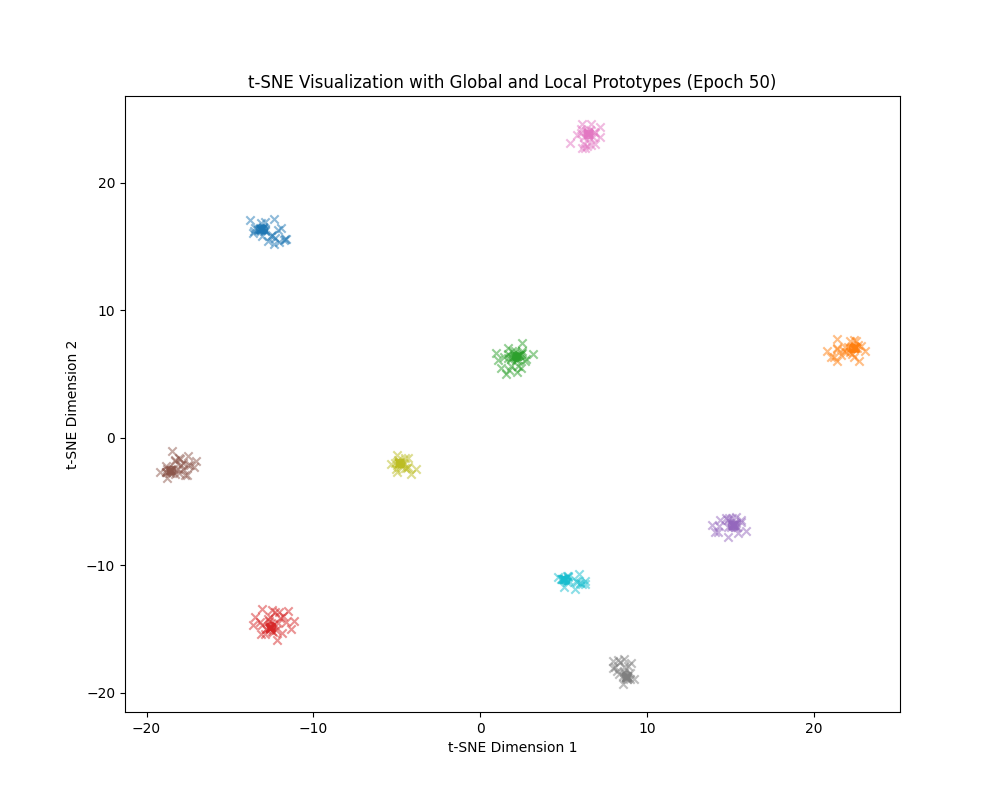 t-SNE Visualization with Global and Local Prototypes (Epoch 50)
20
10
0
−10
−20
t-SNE Dimension 2
−20 −10 0 10 20
t-SNE Dimension 1